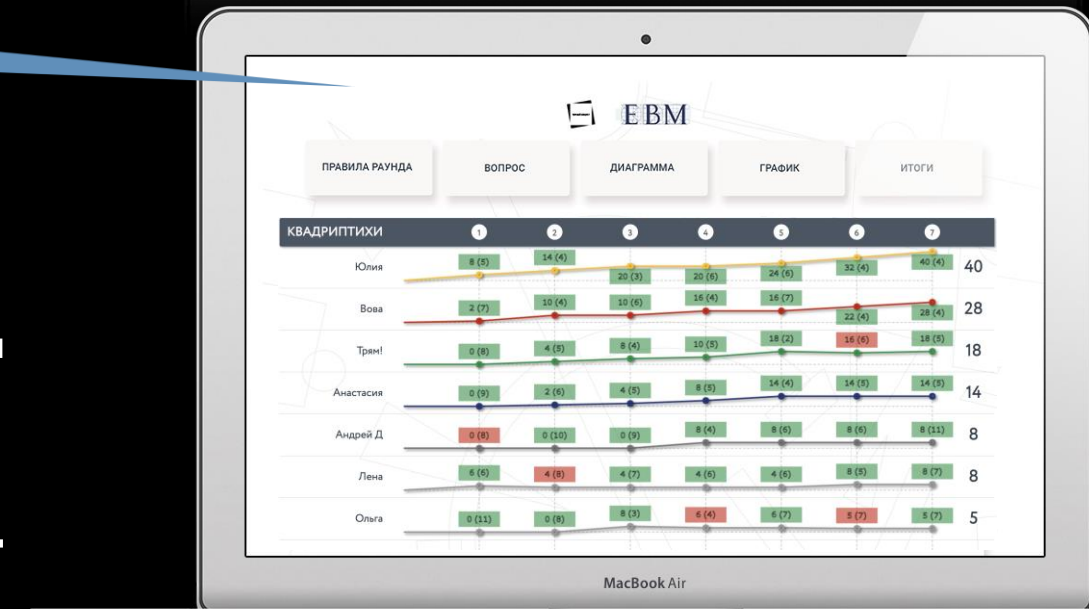 EBM
ПРАВИЛА РАУНДА ВОПРОС ДИАГРАММА ГРАФИК ИТОГИ
КВАДРИПТИХИ 1 2 3 4 5 6 7
Юлия 8 (5) 14 (4) 20 (3) 20 (6) 24 (6) 32 (4) 40 (4) 40
Вова 2 (7) 10 (4) 10 (6) 16 (4) 16 (7) 22 (4) 28 (4) 28
Трям! 0 (8) 4 (5) 8 (4) 10 (5) 18 (2) 16 (6) 18 (5) 18
Анастасия 0 (9) 2 (6) 4 (5) 8 (5) 14 (4) 14 (5) 14 (5) 14
Андрей Д 0 (8) 0 (10) 0 (9) 8 (4) 8 (6) 8 (6) 8 (11) 8
Лена 6 (6) 4 (8) 4 (7) 4 (6) 4 (6) 8 (5) 8 (7) 8
Ольга 0 (11) 0 (8) 8 (3) 6 (4) 6 (7) 5 (7) 5 (7) 5
MacBook Air